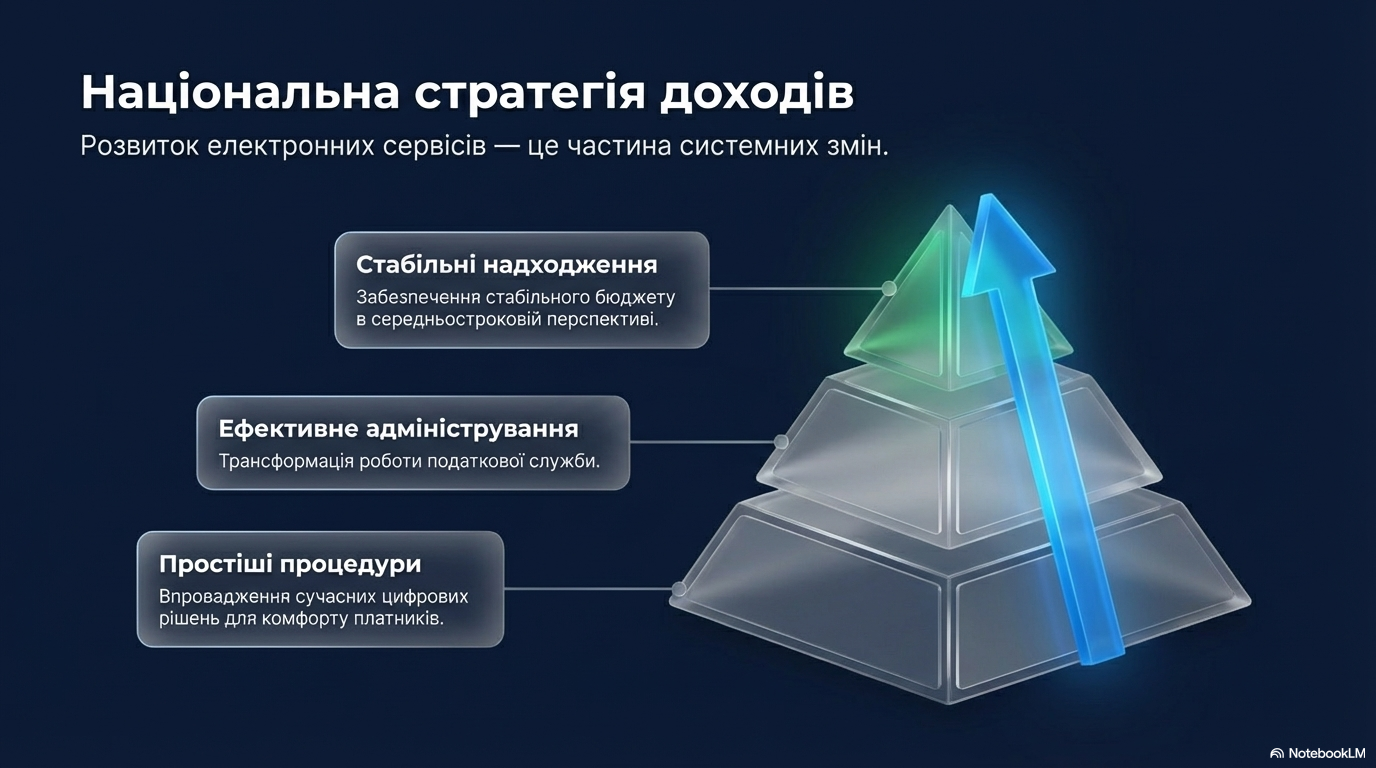 Національна стратегія доходів
Розвиток електронних сервісів — це частина системних змін.
Стабільні надходження
Забезпечення стабільного бюджету
в середньостроковій перспективі.
Ефективне адміністрування
Трансформація роботи податкової служби.
Простіші процедури
Впровадження сучасних цифрових
рішень для комфорту платників.
NotebookLM